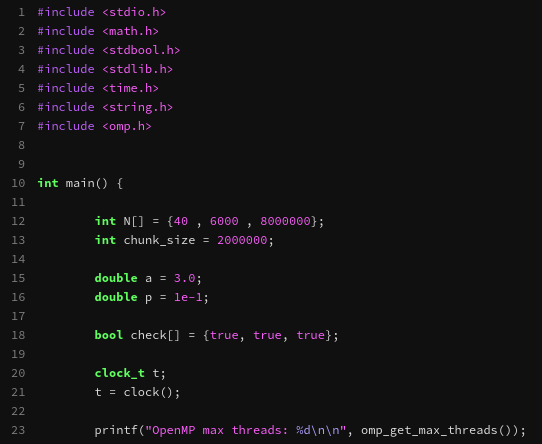 1 #include <stdio.h>
2 #include <math.h>
3 #include <stdbool.h>
4 #include <stdlib.h>
5 #include <time.h>
6 #include <string.h>
7 #include <omp.h>
8
9
10 int main() {
11
12         int N[] = {40 , 6000 , 8000000};
13         int chunk_size = 2000000;
14
15         double a = 3.0;
16         double p = 1e-1;
17
18         bool check[] = {true, true, true};
19
20         clock_t t;
21         t = clock();
22
23         printf("OpenMP max threads: %d\n\n", omp_get_max_threads());